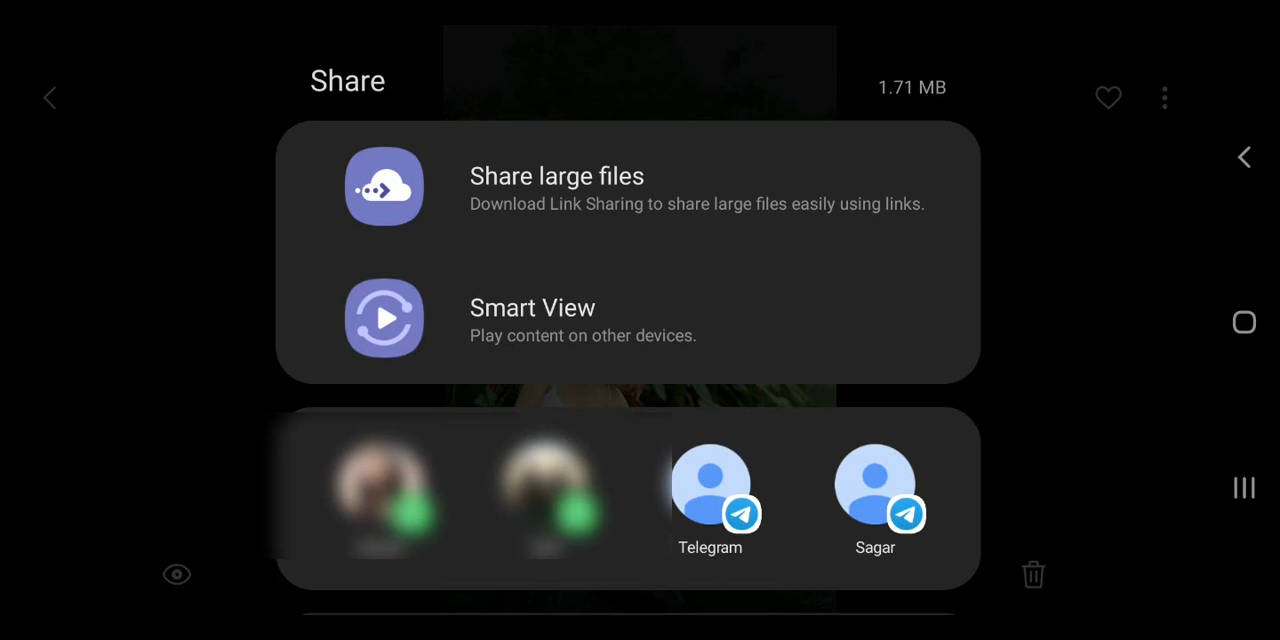 Share
1.71 MB
Share large files
Download Link Sharing to share large files easily using links.
Smart View
Play content on other devices.
Telegram
Sagar